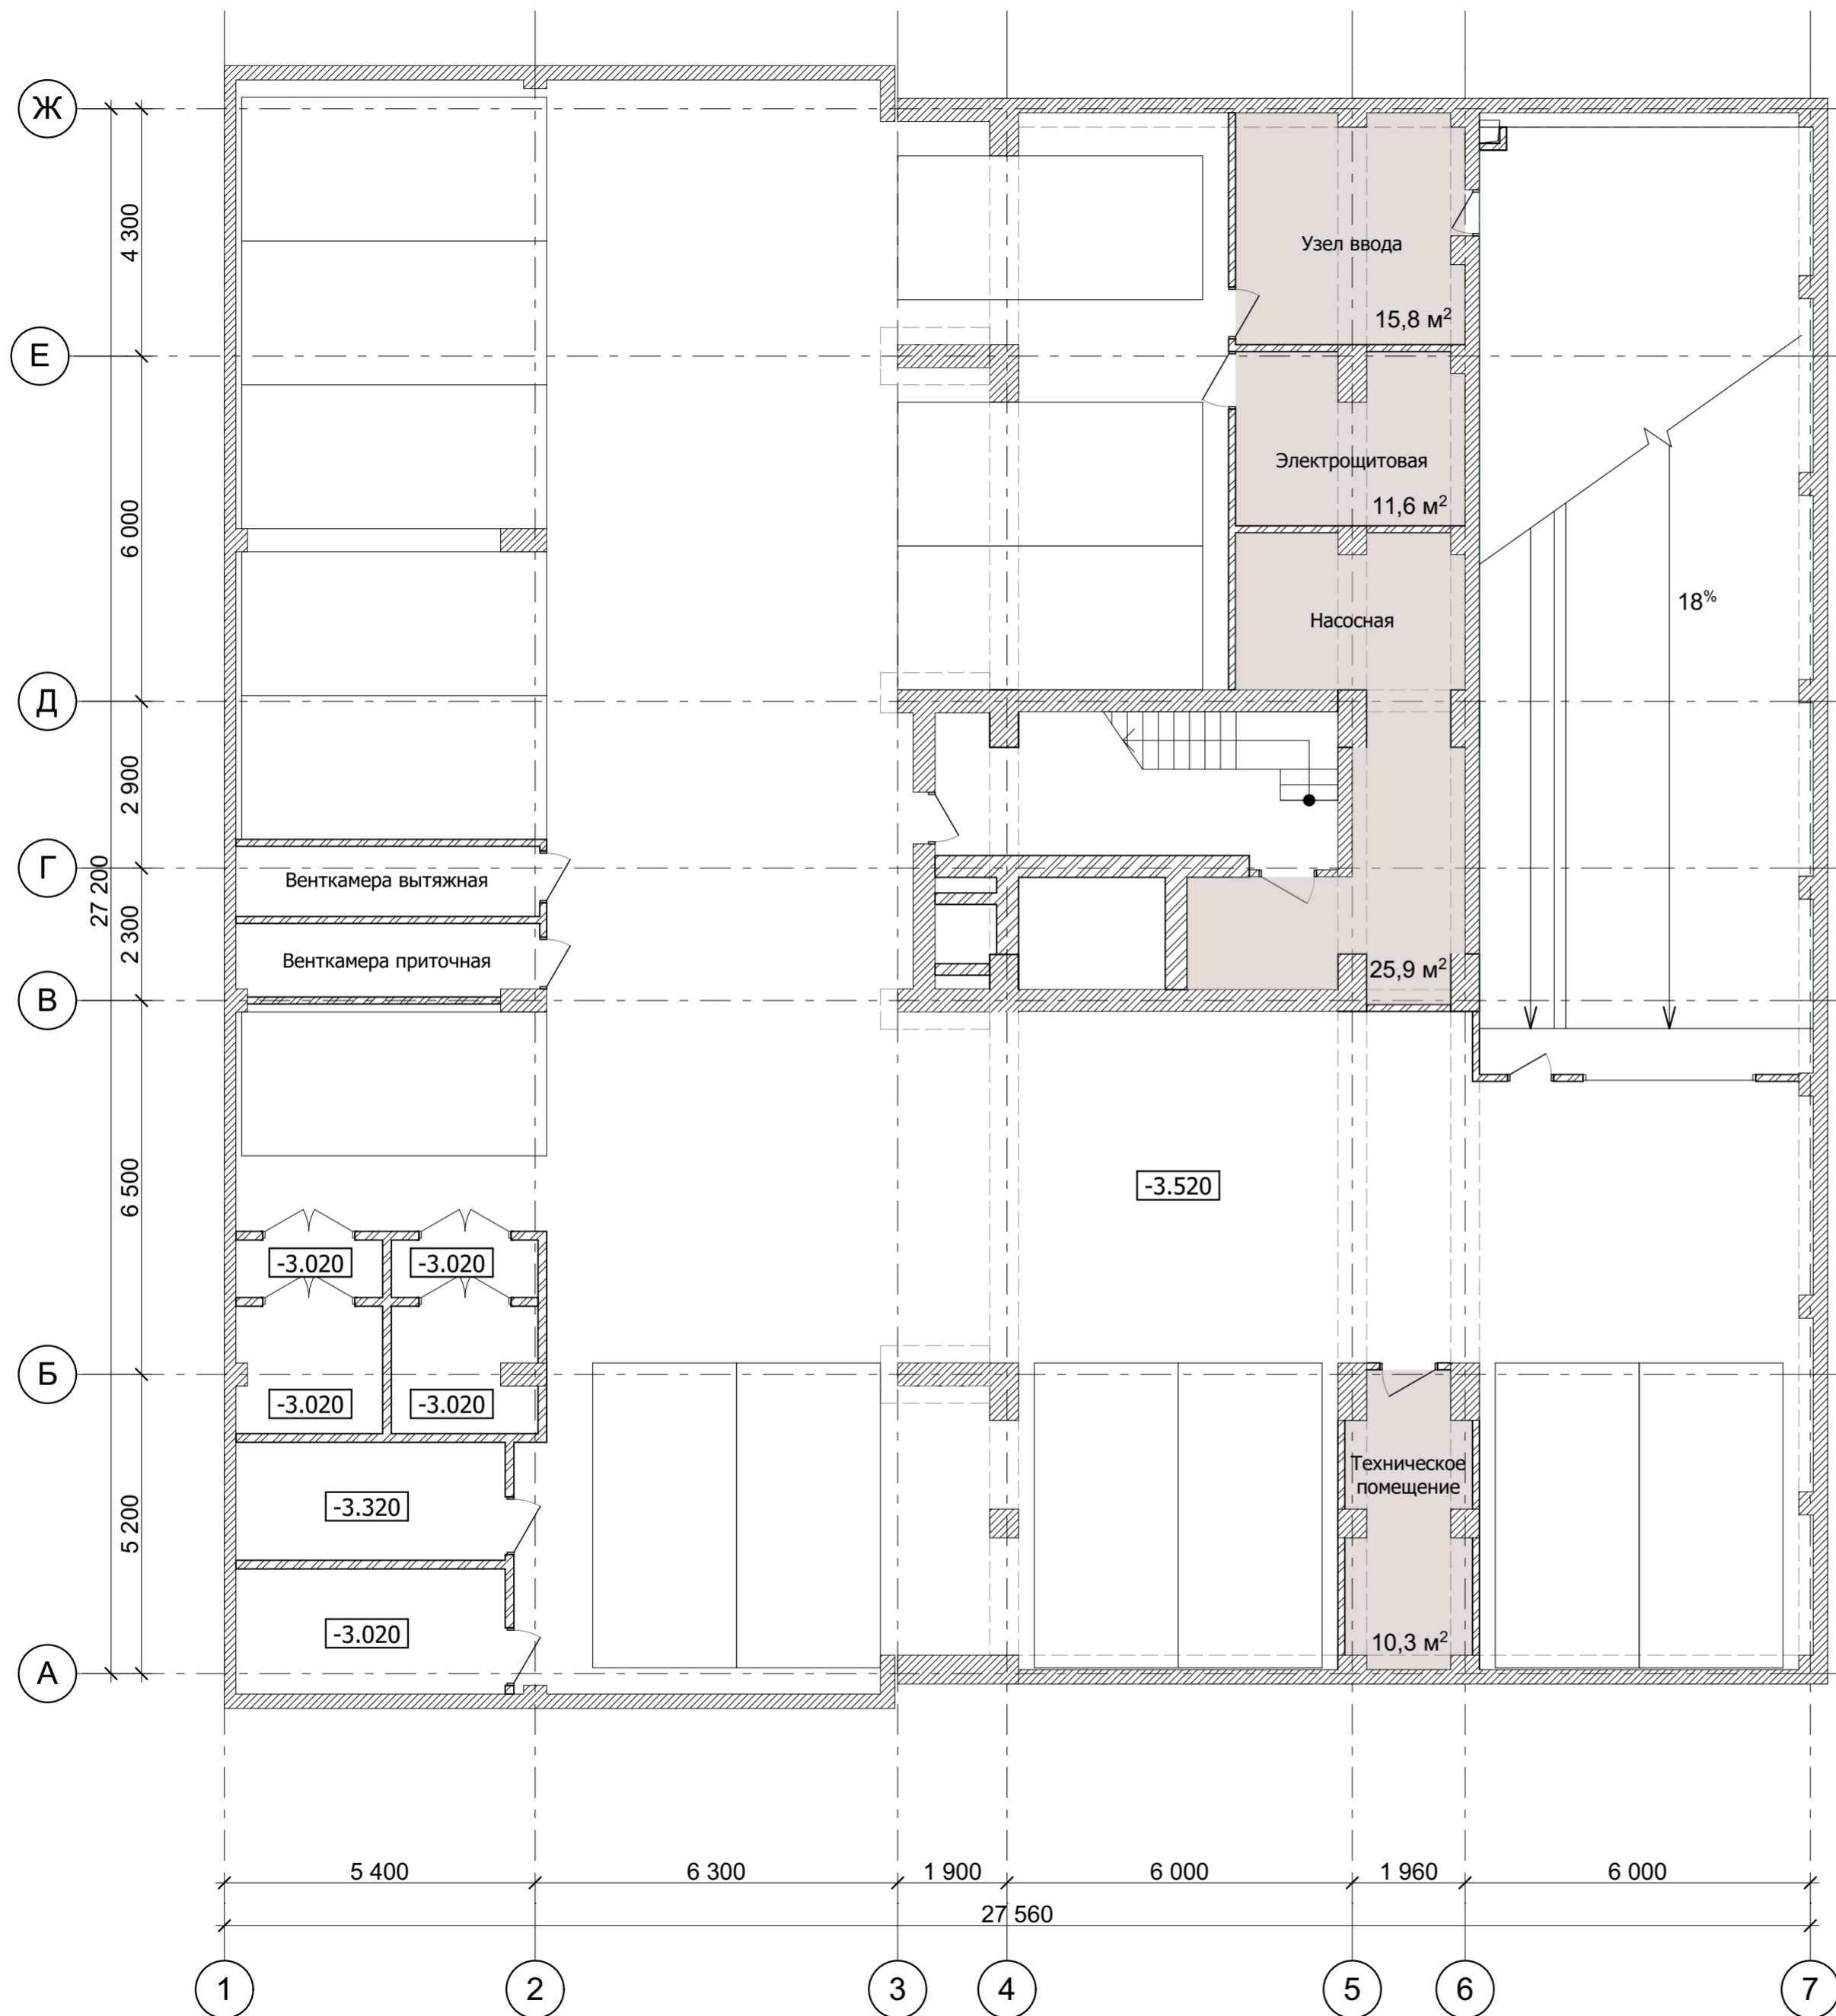 Ж
4 300
Узел ввода
15,8 м²
Е
Электрощитовая
11,6 м²
6 000
18%
Насосная
Д
2 900
Г
27 200
Венткамера вытяжная
2 300
Венткамера приточная
25,9 м²
В
6 500
-3.520
-3.020
-3.020
Б
-3.020
-3.020
Техническое
помещение
-3.320
5 200
-3.020
10,3 м²
А
5 400
6 300
1 900
6 000
1 960
6 000
27 560
1
2
3
4
5
6
7